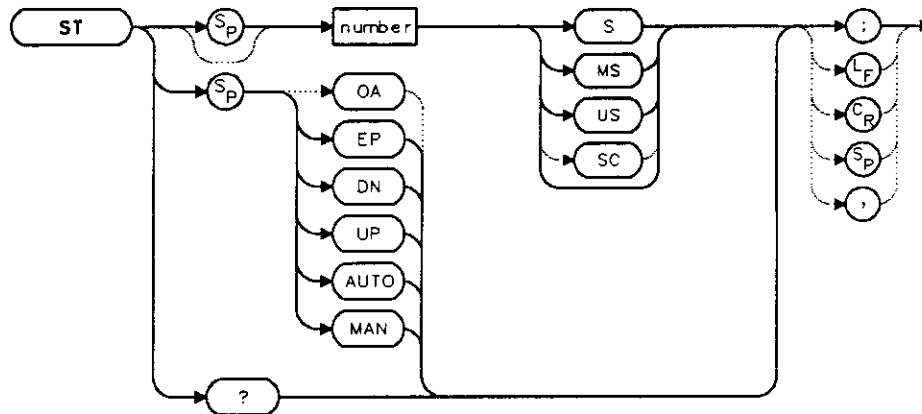 ST
SP
number
S
;
MS
LF
SP
OA
US
CR
EP
SC
SP
DN
,
UP
AUTO
MAN
?